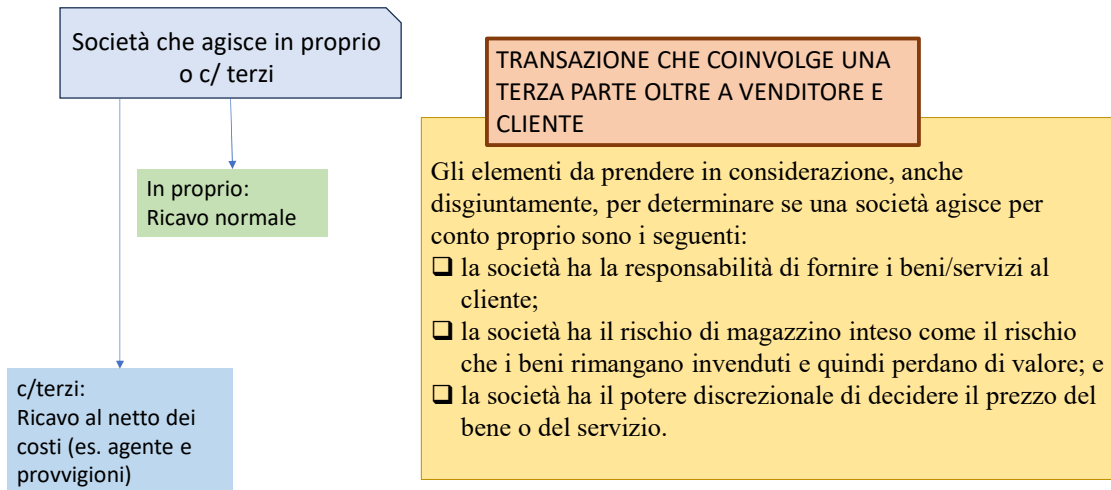 Società che agisce in proprio
o c/ terzi
In proprio:
Ricavo normale
c/terzi:
Ricavo al netto dei
costi (es. agente e
provvigioni)
TRANSAZIONE CHE COINVOLGE UNA
TERZA PARTE OLTRE A VENDITORE E
CLIENTE
Gli elementi da prendere in considerazione, anche
disgiuntamente, per determinare se una società agisce per
conto proprio sono i seguenti:
❑ la società ha la responsabilità di fornire i beni/servizi al
cliente;
❑ la società ha il rischio di magazzino inteso come il rischio
che i beni rimangano invenduti e quindi perdano di valore; e
❑ la società ha il potere discrezionale di decidere il prezzo del
bene o del servizio.